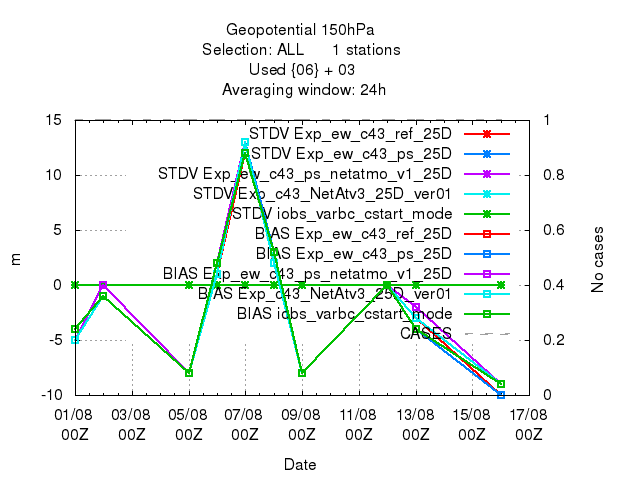 Geopotential 150hPa
Selection: ALL 1 stations
Used {06} + 03
Averaging window: 24h
15 1
STDV Exp_ew_c43_ref_25D
STDV Exp_ew_c43_ps_25D
10 0.8
STDV Exp_ew_c43_ps_netatmo_v1_25D
STDV Exp_c43_NetAtv3_25D_ver01
STDV iobs_varbc_cstart_mode
5 0.6
BIAS Exp_ew_c43_ref_25D
BIAS Exp_ew_c43_ps_25D
m No cases
BIAS Exp_ew_c43_ps_netatmo_v1_25D
0 0.4
BIAS Exp_c43_NetAtv3_25D_ver01
BIAS iobs_varbc_cstart_mode
CASES
-5 0.2
-10 0
01/08 03/08 05/08 07/08 09/08 11/08 13/08 15/08 17/08
00Z 00Z 00Z 00Z 00Z 00Z 00Z 00Z 00Z
Date